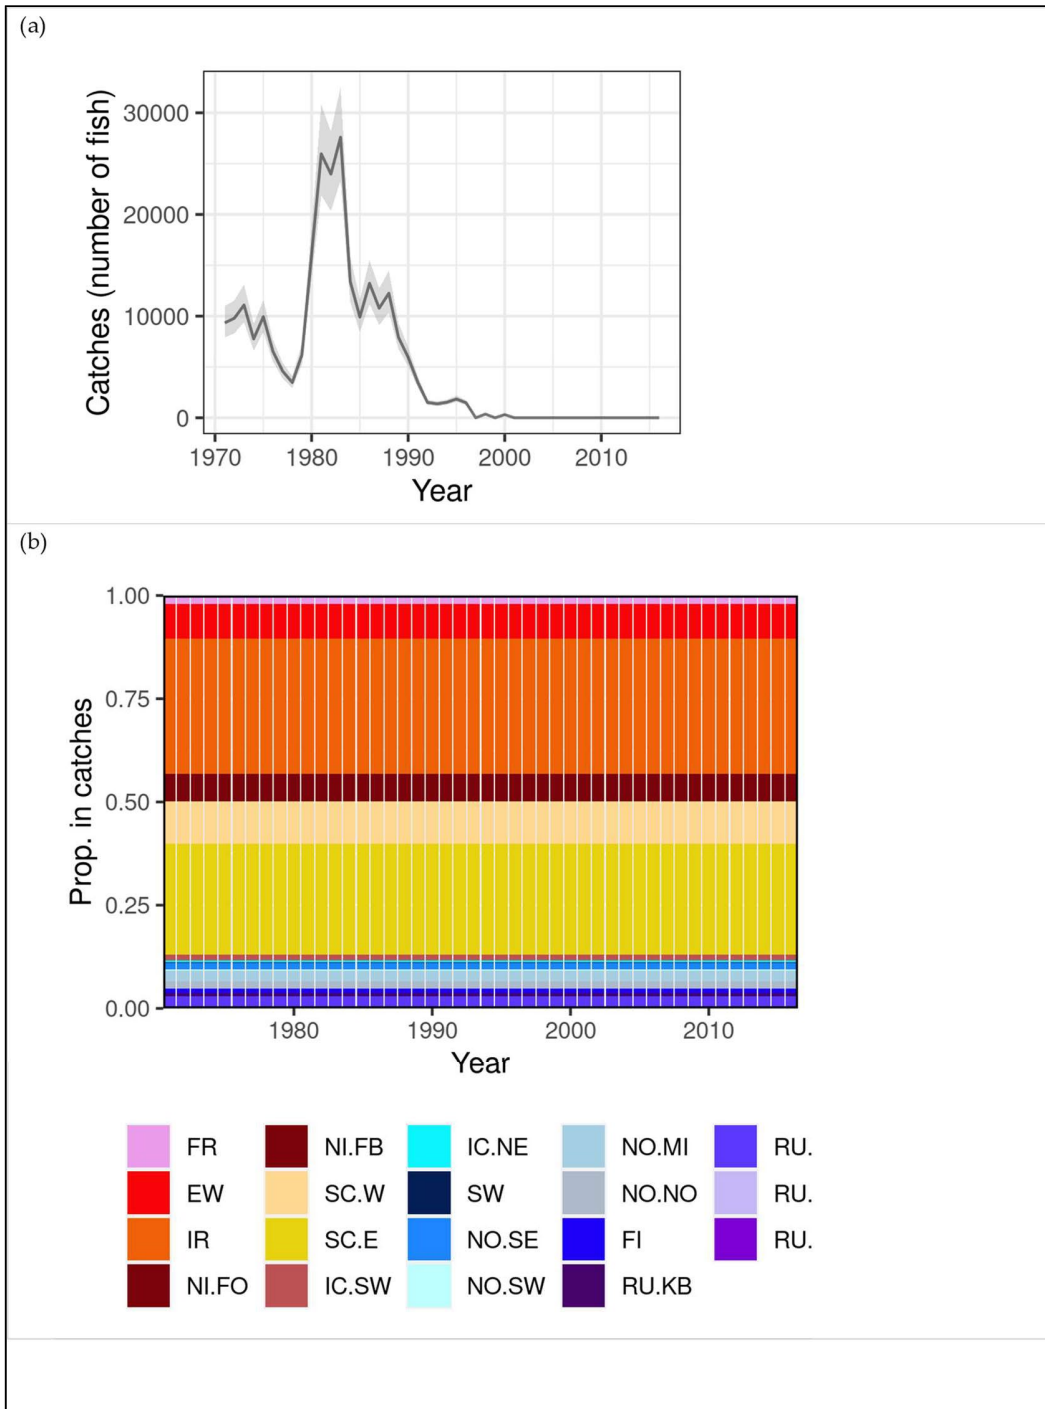 (a)
Catches (number of fish)
30000
20000
10000
0
1970 1980 1990 2000 2010
Year
(b)
Prop. in catches
1.00
0.75
0.50
0.25
0.00
1980 1990 2000 2010
Year
FR NI.FB IC.NE NO.MI RU.
EW SC.W SW NO.NO RU.
IR SC.E NO.SE FI RU.
NI.FO IC.SW NO.SW RU.KB